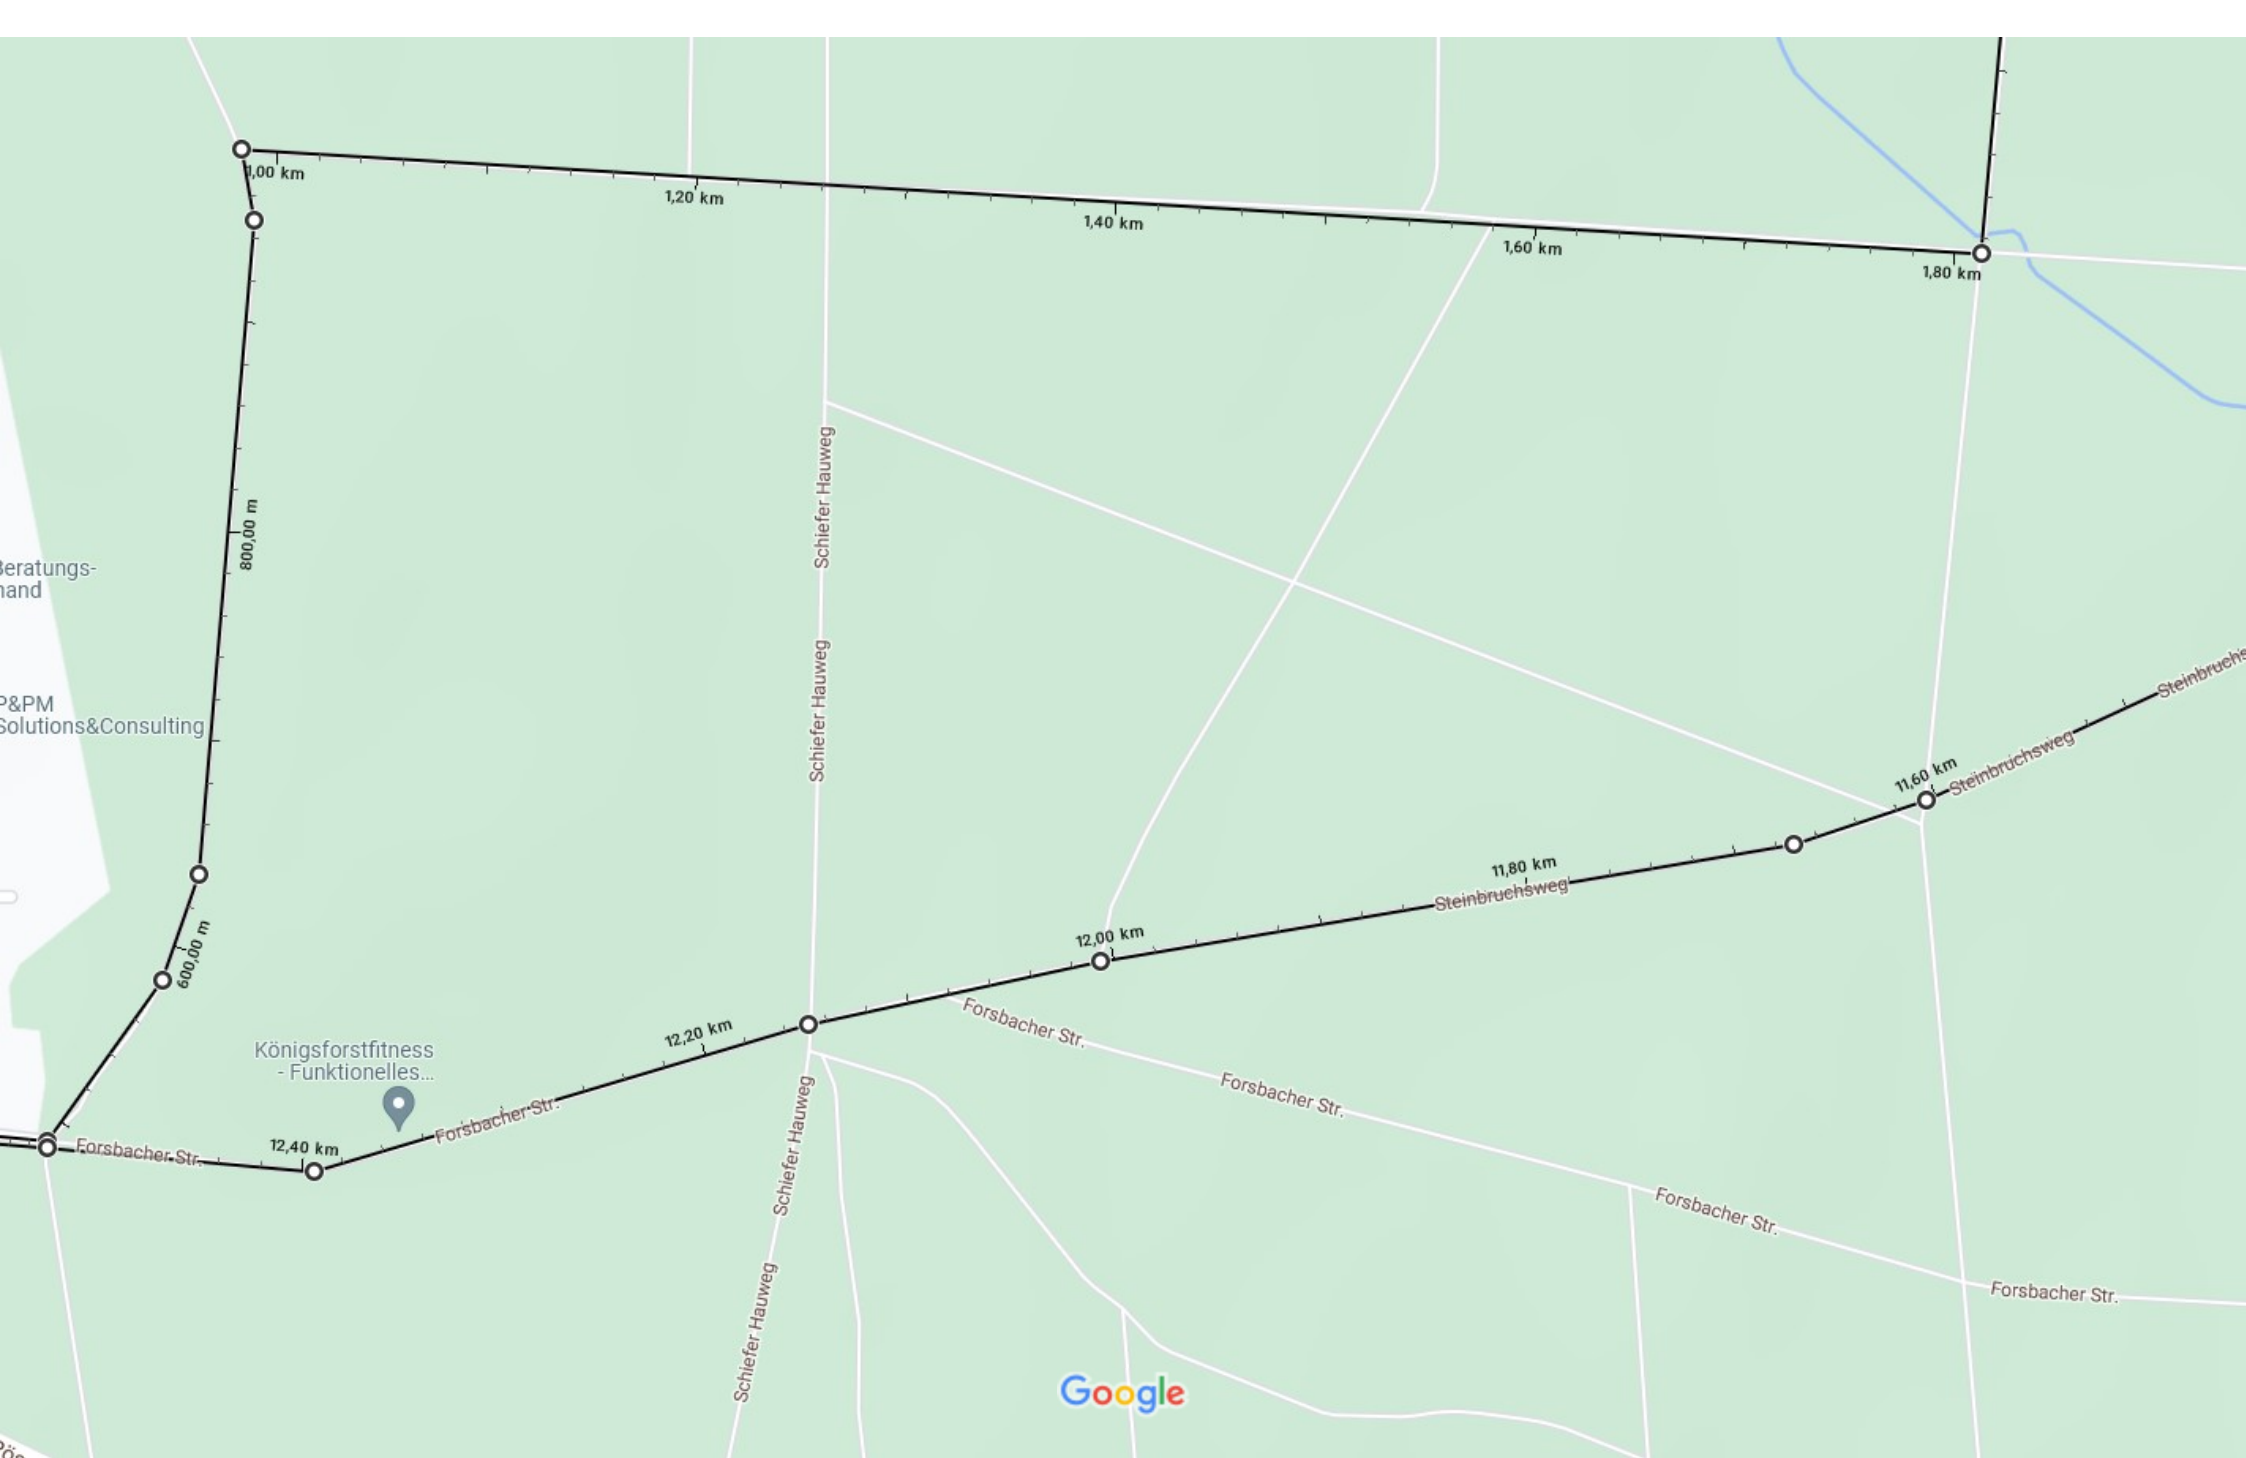 1,00 km
1,20 km
1,40 km
1,60 km
1,80 km
Schiefer Hauweg
800,00 m
Beratungs-
hand
Schiefer Hauweg
Steinbruchs
P&PM
Solutions&Consulting
Steinbruchsweg
11,60 km
11,80 km
Steinbruchsweg
12,00 km
600,00 m
Forsbacher Str.
12,20 km
Königsforstfitness
- Funktionelles...
Forsbacher Str.
Forsbacher Str.
Schiefer Hauweg
12,40 km
Forsbacher Str.
Forsbacher Str.
Forsbacher Str.
Schiefer Hauweg
Google